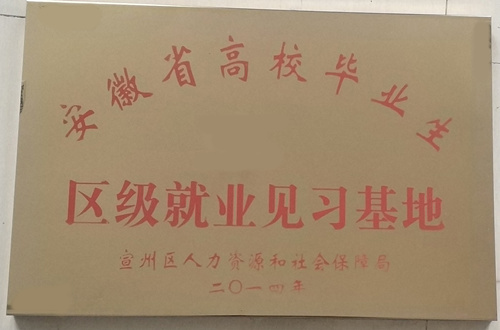 安徽省高校毕业生
区级就业见习基地
宣州区人力资源和社会保障局
二〇一四年